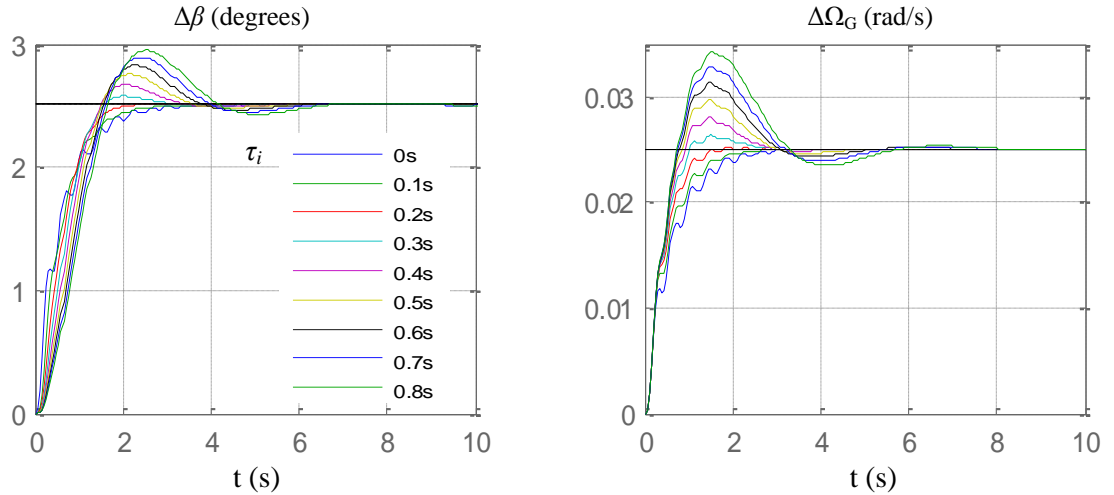 Δβ (degrees)
3
2
1
0
0 2 4 6 8 10
t (s)
τi
0s
0.1s
0.2s
0.3s
0.4s
0.5s
0.6s
0.7s
0.8s
ΔΩG (rad/s)
0.03
0.02
0.01
0
0 2 4 6 8 10
t (s)